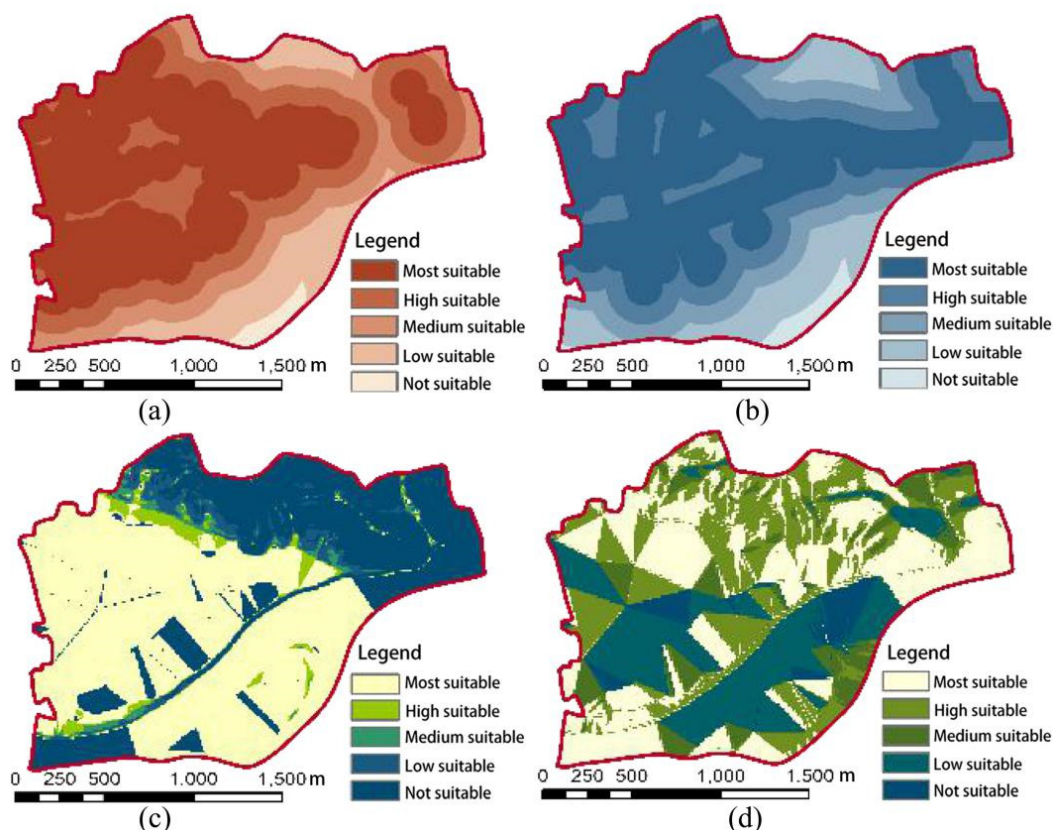 Legend
Most suitable
High suitable
Medium suitable
Low suitable
Not suitable
0 250 500 1,000 1,500 m
(a)
Legend
Most suitable
High suitable
Medium suitable
Low suitable
Not suitable
0 250 500 1,000 1,500 m
(b)
Legend
Most suitable
High suitable
Medium suitable
Low suitable
Not suitable
0 250 500 1,000 1,500 m
(c)
Legend
Most suitable
High suitable
Medium suitable
Low suitable
Not suitable
0 250 500 1,000 1,500 m
(d)